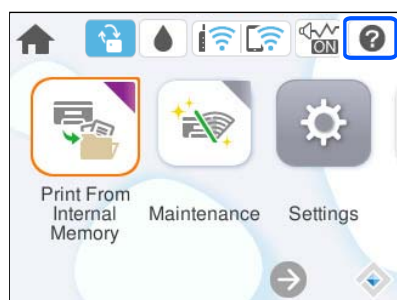 ON
?
Print From
Internal
Memory
Maintenance
Settings